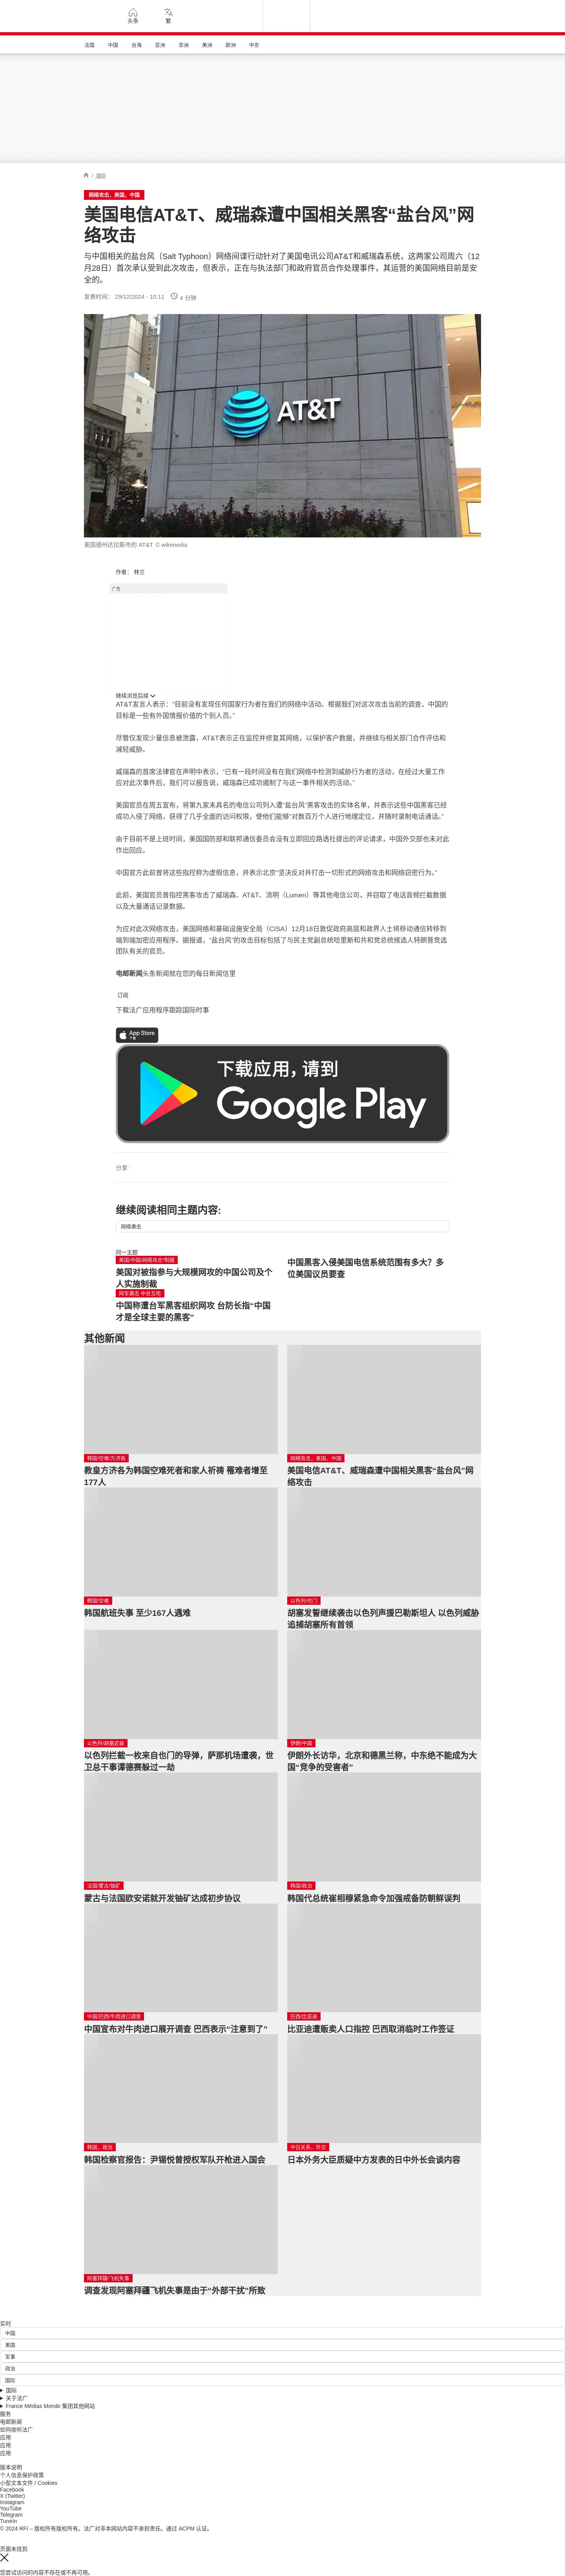 头条
繁
法国
中国
台海
亚洲
非洲
美洲
欧洲
中东
/ 国际
网络攻击，美国，中国
美国电信AT&T、威瑞森遭中国相关黑客“盐台风”网
络攻击
与中国相关的盐台风（Salt Typhoon）网络间谍行动针对了美国电讯公司AT&T和威瑞森系统，这两家公司周六（12
月28日）首次承认受到此次攻击，但表示，正在与执法部门和政府官员合作处理事件，其运营的美国网络目前是安
全的。
发表时间： 29/12/2024 - 10:11
4 分钟
AT&T
美国德州达拉斯市的 AT&T © wikimedia
作者： 林兰
广告
继续浏览后续
AT&T发言人表示：“目前没有发现任何国家行为者在我们的网络中活动。根据我们对这次攻击当前的调查，中国的
目标是一些有外国情报价值的个别人员。”
尽管仅发现少量信息被泄露，AT&T表示正在监控并修复其网络，以保护客户数据，并继续与相关部门合作评估和
减轻威胁。
威瑞森的首席法律官在声明中表示，“已有一段时间没有在我们网络中检测到威胁行为者的活动，在经过大量工作
应对此次事件后，我们可以报告说，威瑞森已成功遏制了与这一事件相关的活动。”
美国官员在周五宣布，将第九家未具名的电信公司列入遭“盐台风”黑客攻击的实体名单，并表示这些中国黑客已经
成功入侵了网络，获得了几乎全面的访问权限，使他们能够“对数百万个人进行地理定位，并随时录制电话通话。”
由于目前不是上班时间，美国国防部和联邦通信委员会没有立即回应路透社提出的评论请求，中国外交部也未对此
作出回应。
中国官方此前曾将这些指控称为虚假信息，并表示北京“坚决反对并打击一切形式的网络攻击和网络窃密行为。”
此前，美国官员曾指控黑客攻击了威瑞森、AT&T、流明（Lumen）等其他电信公司，并窃取了电话音频拦截数据
以及大量通话记录数据。
为应对此次网络攻击，美国网络和基础设施安全局（CISA）12月18日敦促政府高层和政界人士将移动通信转移到
端到端加密应用程序。据报道，“盐台风”的攻击目标包括了与民主党副总统哈里斯和共和党总统候选人特朗普竞选
团队有关的官员。
电邮新闻头条新闻就在您的每日新闻信里
订阅
下载法广应用程序跟踪国际时事
App Store
下载
下载应用，请到
Google Play
分享 :
继续阅读相同主题内容:
网络袭击
同一主题
美国/中国/网络攻击*制裁
美国对被指参与大规模网攻的中国公司及个
人实施制裁
中国黑客入侵美国电信系统范围有多大？多
位美国议员要查
网军袭击 中台互呛
中国称遭台军黑客组织网攻 台防长指“中国
才是全球主要的黑客”
其他新闻
韩国/空难/方济各
教皇方济各为韩国空难死者和家人祈祷 罹难者增至
177人
网络攻击，美国，中国
美国电信AT&T、威瑞森遭中国相关黑客“盐台风”网
络攻击
韩国/空难
韩国航班失事 至少167人遇难
以色列/也门
胡塞发誓继续袭击以色列声援巴勒斯坦人 以色列威胁
追捕胡塞所有首领
以色列/胡塞武装
以色列拦截一枚来自也门的导弹，萨那机场遭袭，世
卫总干事谭德赛躲过一劫
伊朗/中国
伊朗外长访华，北京和德黑兰称，中东绝不能成为大
国“竞争的受害者”
法国/蒙古/铀矿
蒙古与法国欧安诺就开发铀矿达成初步协议
韩国/政治
韩国代总统崔相穆紧急命令加强戒备防朝鲜误判
中国/巴西/牛肉进口调查
中国宣布对牛肉进口展开调查 巴西表示“注意到了”
巴西/比亚迪
比亚迪遭贩卖人口指控 巴西取消临时工作签证
韩国，政治
韩国检察官报告：尹锡悦曾授权军队开枪进入国会
中日关系，外交
日本外务大臣质疑中方发表的日中外长会谈内容
阿塞拜疆/飞机失事
调查发现阿塞拜疆飞机失事是由于“外部干扰”所致
实时
中国
美国
军事
政治
国际
国际
关于法广
France Médias Monde 集团其他网站
服务
电邮新闻
如何收听法广
应用
应用
应用
版本说明
个人信息保护政策
小型文本文件 / Cookies
Facebook
X (Twitter)
Instagram
YouTube
Telegram
TuneIn
© 2024 RFI – 版权所有版权所有。法广对非本网站内容不承担责任。通过 ACPM 认证。
页面未找到
您尝试访问的内容不存在或不再可用。